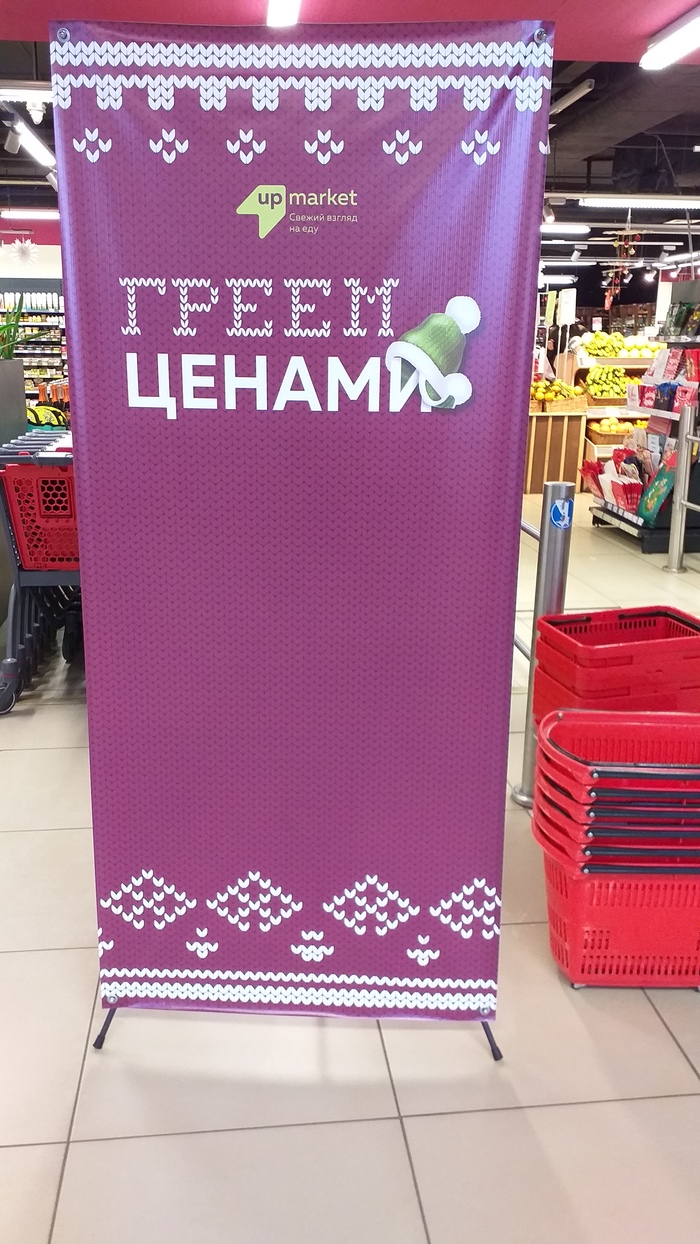 up market
Свежий взгляд
на еду
ГРЕЕМ
ЦЕНАМИ